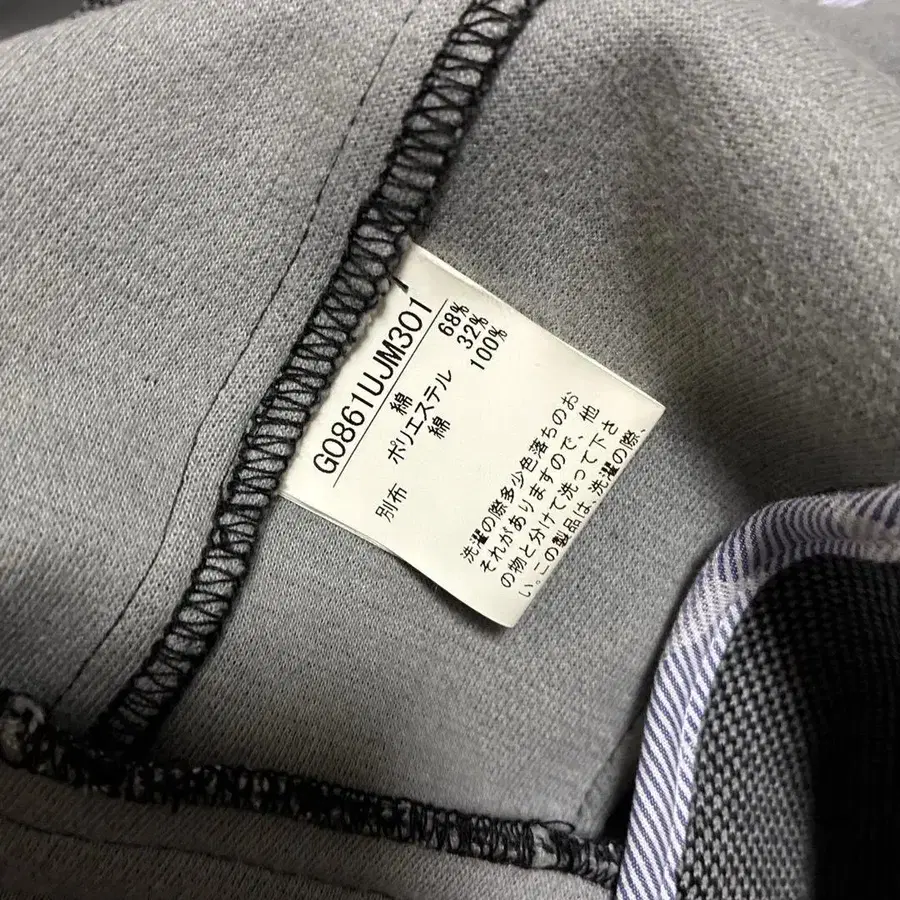 G0861UJM301
綿 68%
ポリエステル 32%
別布 綿 100%
洗濯の際多少色落ちのお
それがありますので、他
の物と分けて洗って下さ
い。この製品は、洗濯の際、